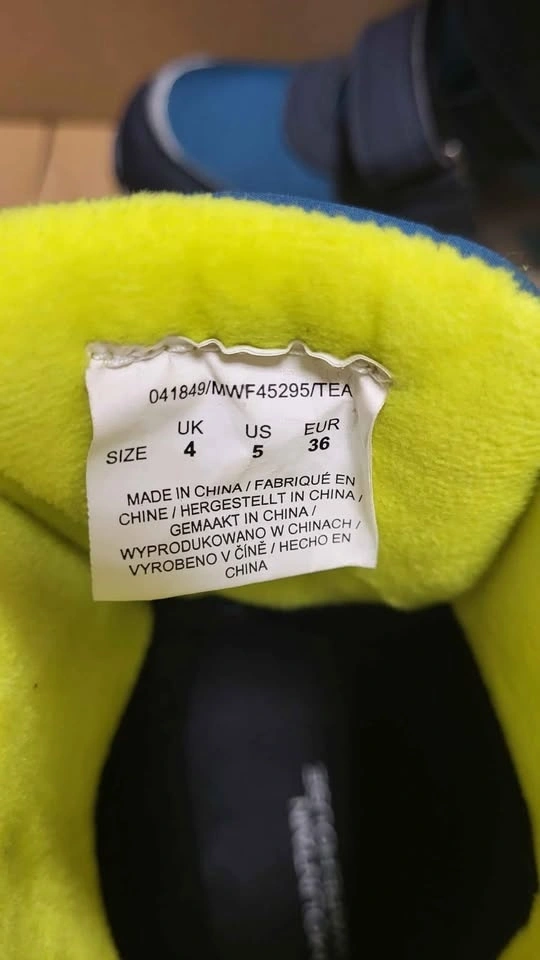 041849/MWF45295/TEA
UK US EUR
SIZE 4 5 36
MADE IN CHINA / FABRIQUÉ EN
CHINE / HERGESTELLT IN CHINA /
GEMAAKT IN CHINA /
WYPRODUKOWANO W CHINACH /
VYROBENO V ČÍNĚ / HECHO EN
CHINA